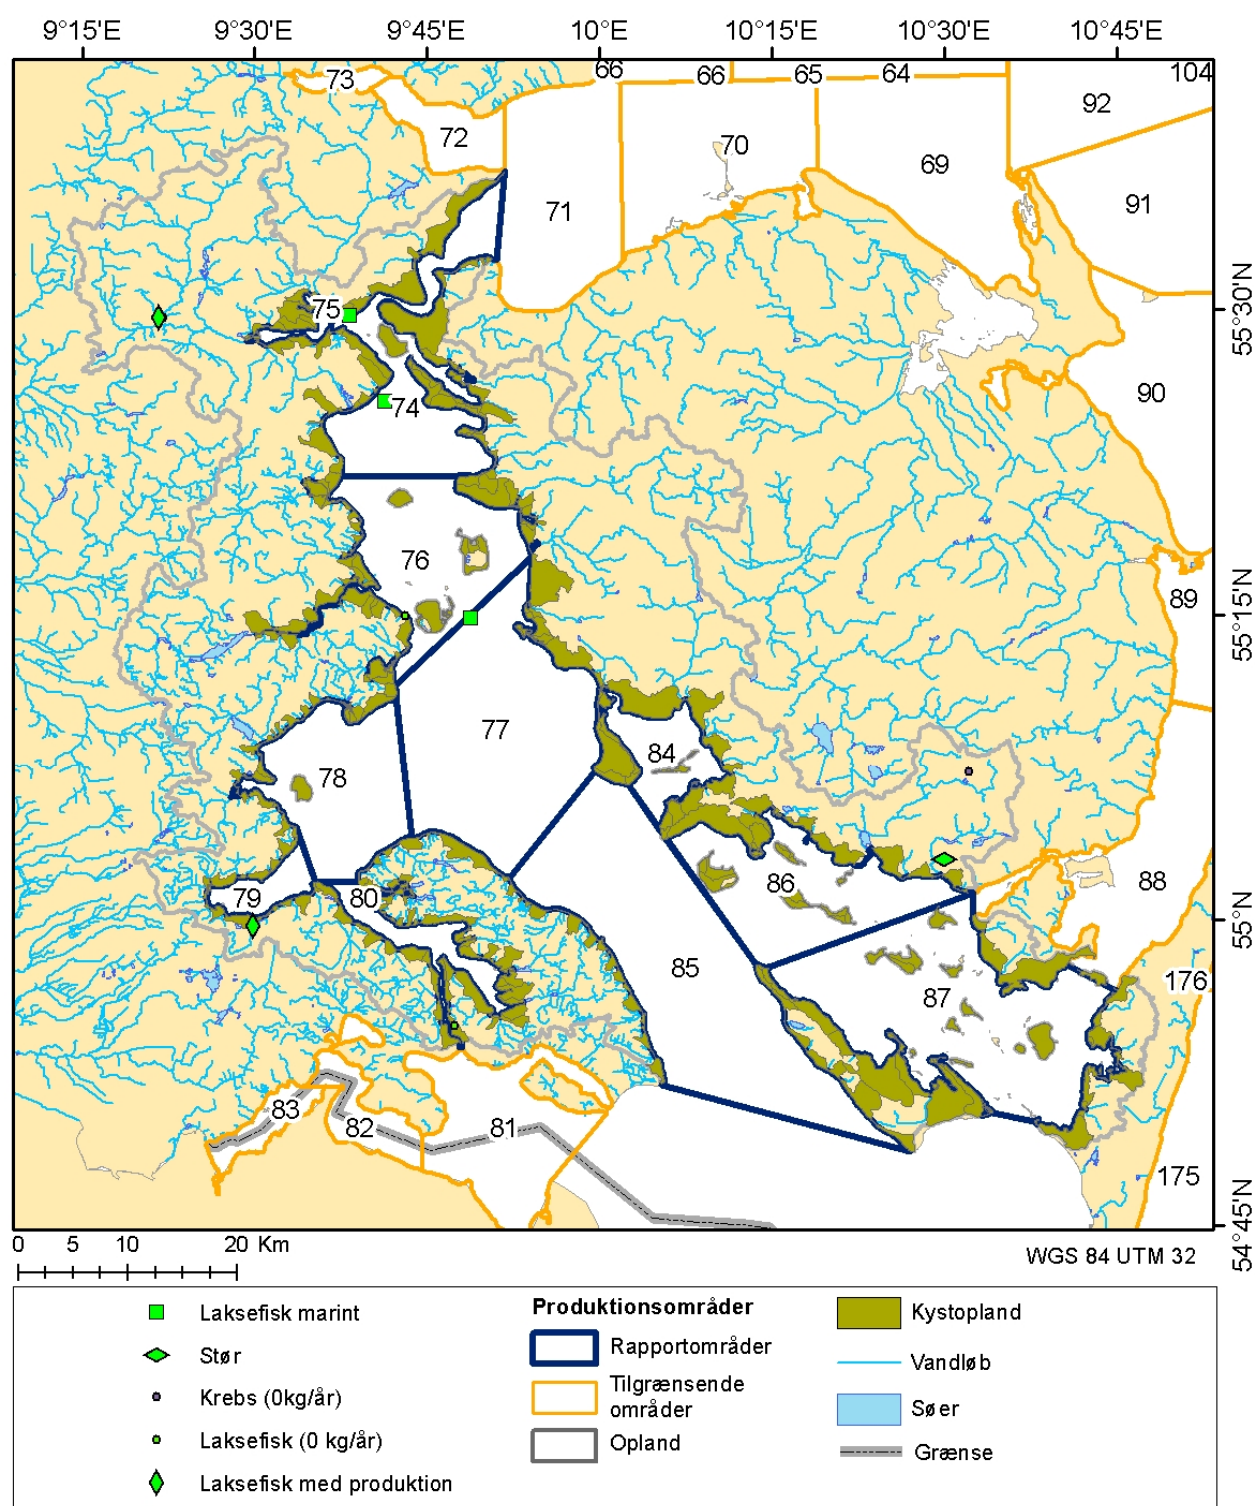 9°15'E 9°30'E 9°45'E 10° 10°15'E 10°30'E 10°45'E
73 66 66 65 64 104
92
72 70 69
71 91
75
55°30'N
74 90
76
89
55°15'N
77
84
78
79 80 86 88
55°N
85 87 176
83 82 81
175
54°45'N
0 5 10 20 Km
WGS 84 UTM 32
Laksefisk marint
Stør
Krebs (0kg/år)
Laksefisk (0 kg/år)
Laksefisk med produktion
Produktionsområder
Rapportområder
Tilgrænsende
områder
Opland
Kystopland
Vandløb
Søer
Grænse